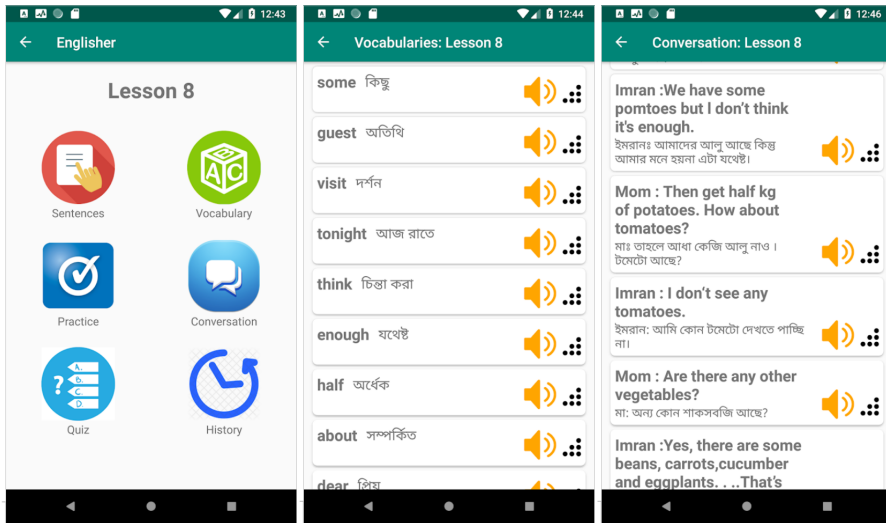 12:43
Englisher
Lesson 8
Sentences
Vocabulary
Practice
Conversation
Quiz
History
12:44
Vocabularies: Lesson 8
some কিছু
guest অতিথি
visit দর্শন
tonight আজ রাতে
think চিন্তা করা
enough যথেষ্ট
half অর্ধেক
about সম্পর্কিত
dear প্রিয়
12:46
Conversation: Lesson 8
Imran :We have some
pomtoes but I don't think
it's enough.
ইমরানঃ আমাদের আলু আছে কিন্তু
আমার মনে হয়না এটা যথেষ্ট।
Mom : Then get half kg
of potatoes. How about
tomatoes?
মাঃ তাহলে আধা কেজি আলু নাও ।
টমেটো আছে?
Imran : I don't see any
tomatoes.
ইমরান: আমি কোন টমেটো দেখতে পাচ্ছি
না।
Mom : Are there any other
vegetables?
মা: অন্য কোন শাকসবজি আছে?
Imran :Yes, there are some
beans, carrots,cucumber
and eggplants. . ..That's